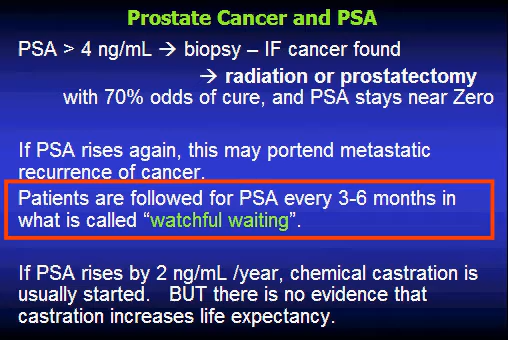 Prostate Cancer and PSA
PSA > 4 ng/mL → biopsy – IF cancer found
→ radiation or prostatectomy
with 70% odds of cure, and PSA stays near Zero
If PSA rises again, this may portend metastatic
recurrence of cancer.
Patients are followed for PSA every 3-6 months in
what is called “watchful waiting”.
If PSA rises by 2 ng/mL /year, chemical castration is
usually started.   BUT there is no evidence that
castration increases life expectancy.